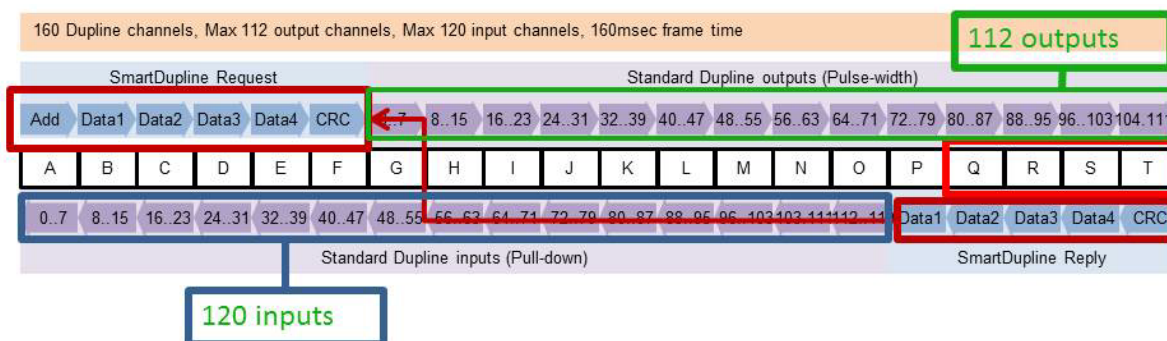 160 Dupline channels, Max 112 output channels, Max 120 input channels, 160msec frame time
112 outputs
SmartDupline Request
Standard Dupline outputs (Pulse-width)
Add Data1 Data2 Data3 Data4 CRC 8..15 16..23 24..31 32..39 40..47 48..55 56..63 64..71 72..79 80..87 88..95 96..103 104.111
A B C D E F G H I J K L M N O P Q R S T
0..7 8..15 16..23 24..31 32..39 40..47 48..55 56..63 64..71 72..79 80..87 88..95 96..103 103.111 Data1 Data2 Data3 Data4 CRC
Standard Dupline inputs (Pull-down)
SmartDupline Reply
120 inputs